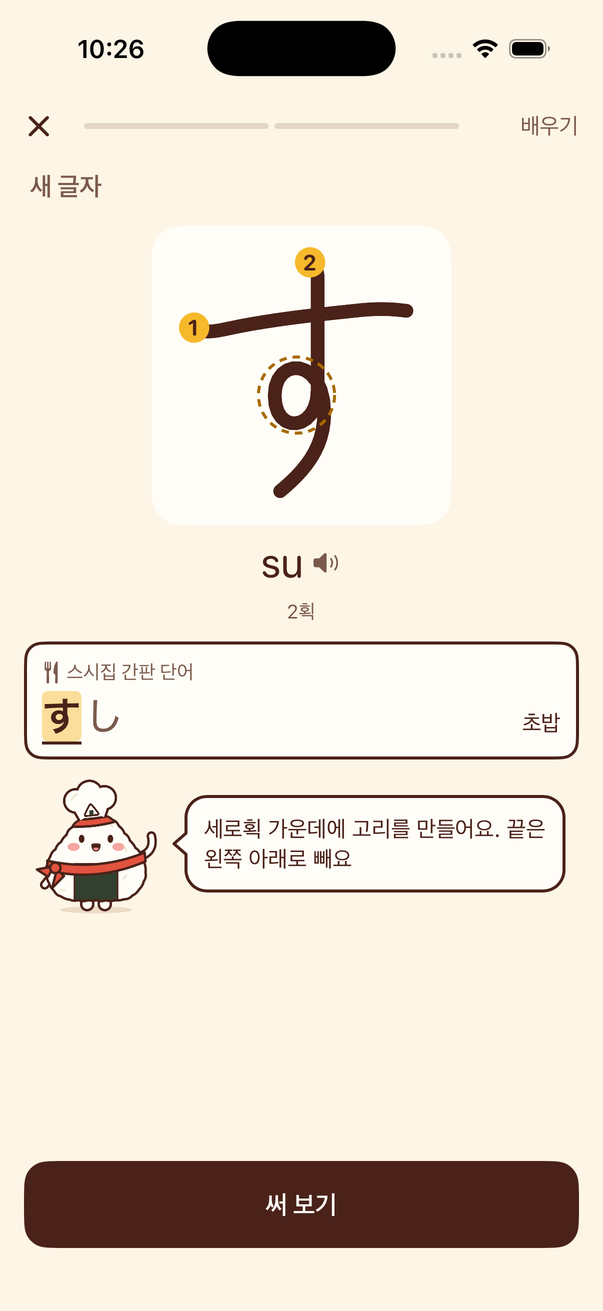 10:26
배우기
새 글자
2
1
す
su
2획
스시집 간판 단어
すし
초밥
세로획 가운데에 고리를 만들어요. 끝은
왼쪽 아래로 빼요
써 보기